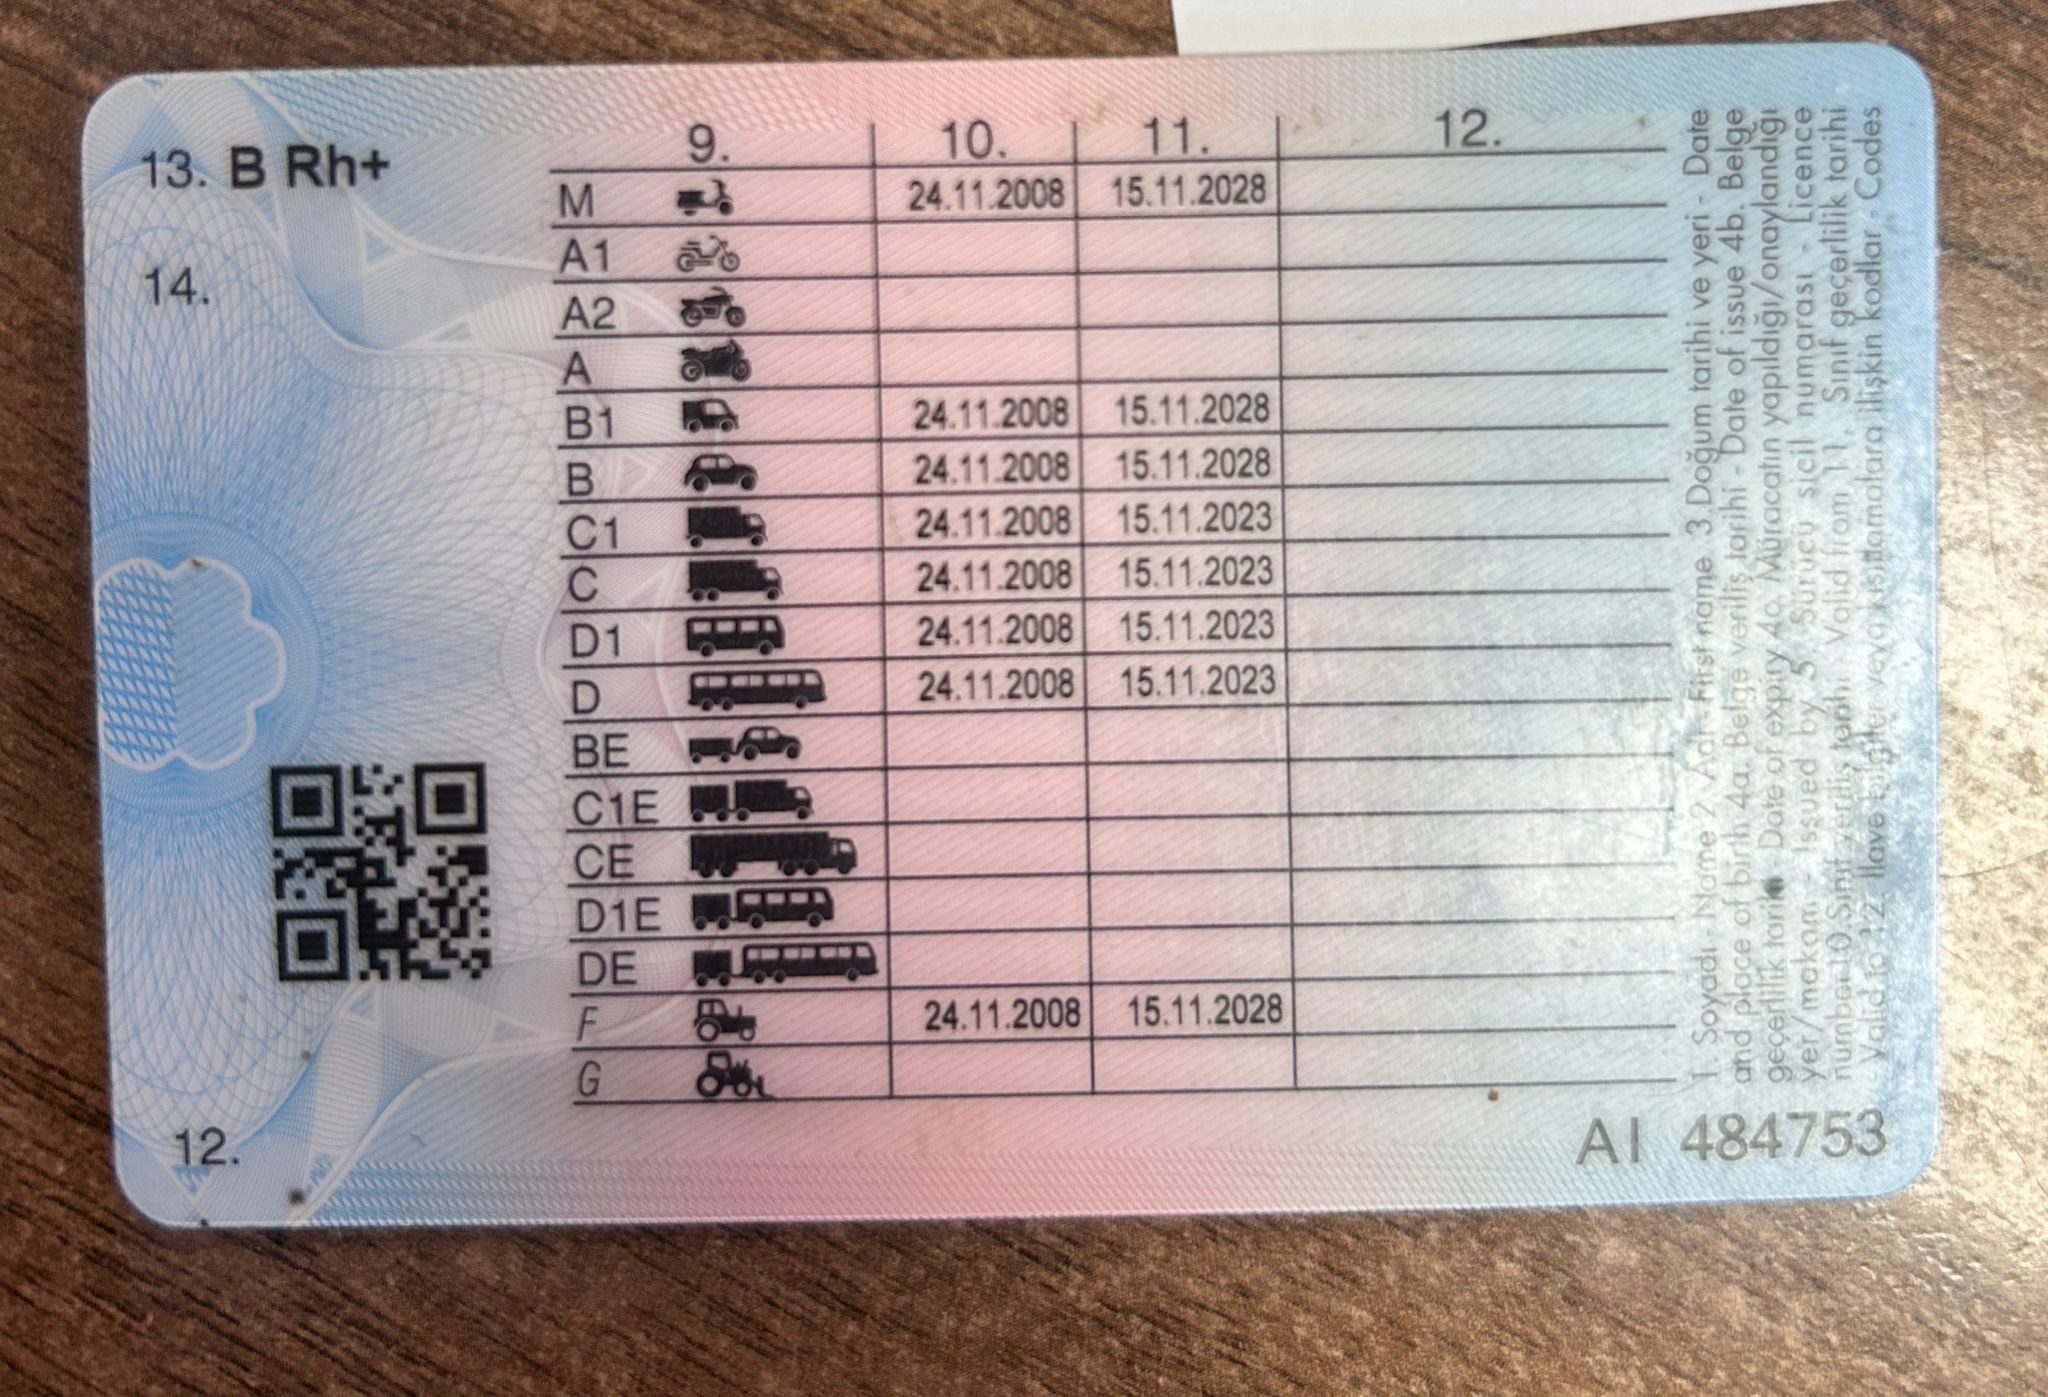 13. B Rh+
14.
9. 10. 11. 12.
M 24.11.2008 15.11.2028
A1
A2
A
B1 24.11.2008 15.11.2028
B 24.11.2008 15.11.2028
C1 24.11.2008 15.11.2023
C 24.11.2008 15.11.2023
D1 24.11.2008 15.11.2023
D 24.11.2008 15.11.2023
BE
C1E
CE
D1E
DE
F 24.11.2008 15.11.2028
G
12.
1. Soyadı - Name 2. Adı - First name 3.Doğum tarihi ve yeri - Date
and place of birth 4a. Belge veriliş tarihi - Date of issue 4b. Belge
geçerlilik tarihi - Date of expiry 4c. Müracatın yapıldığı/onaylandığı
yer/makam - Issued by 5. Sürücü sicil numarası - Licence
number 10.Sınıf veriliş tarihi - Valid from 11. Sınıf geçerlilik tarihi
- Valid to 12. İlave bilgiler veya kısıtlamalara ilişkin kodlar - Codes
AI 484753